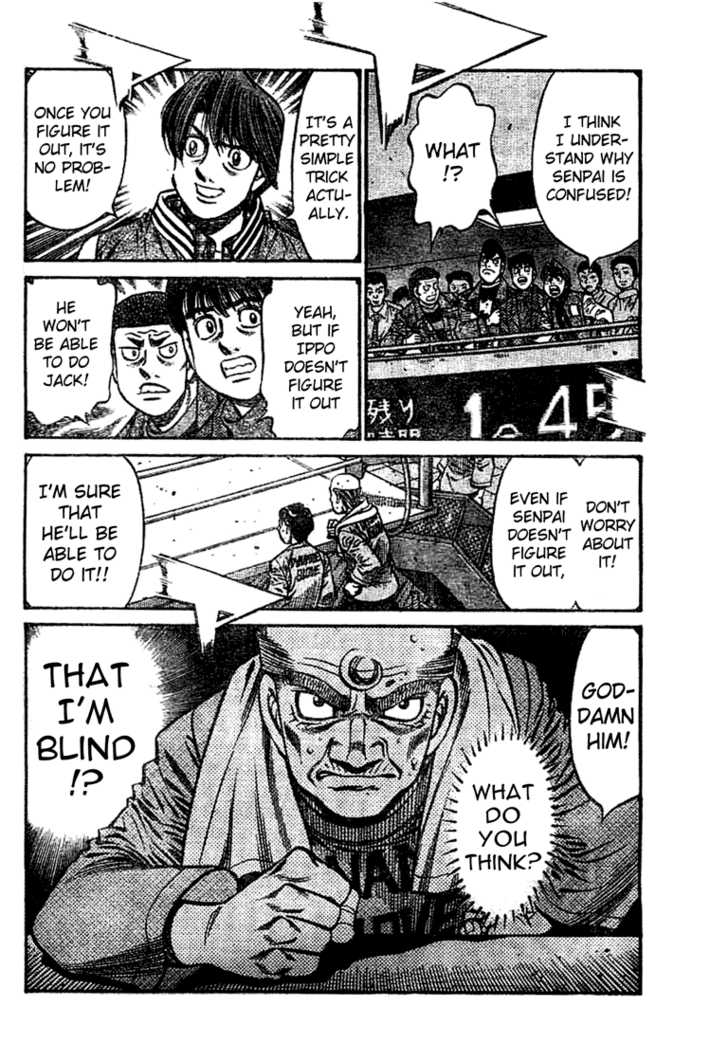 I THINK
I UNDER-
STAND WHY
SENPAI IS
CONFUSED!
WHAT
!?
残り
1 45
IT'S A
PRETTY
SIMPLE
TRICK
ACTU-
ALLY.
ONCE YOU
FIGURE IT
OUT, IT'S
NO PROB-
LEM!
YEAH,
BUT IF
IPPO
DOESN'T
FIGURE
IT OUT
HE
WON'T
BE ABLE
TO DO
JACK!
DON'T
WORRY
ABOUT
IT!
EVEN IF
SENPAI
DOESN'T
FIGURE
IT OUT,
I'M SURE
THAT
HE'LL BE
ABLE TO
DO IT!!
GOD-
DAMN
HIM!
WHAT
DO
YOU
THINK?
THAT
I'M
BLIND
!?